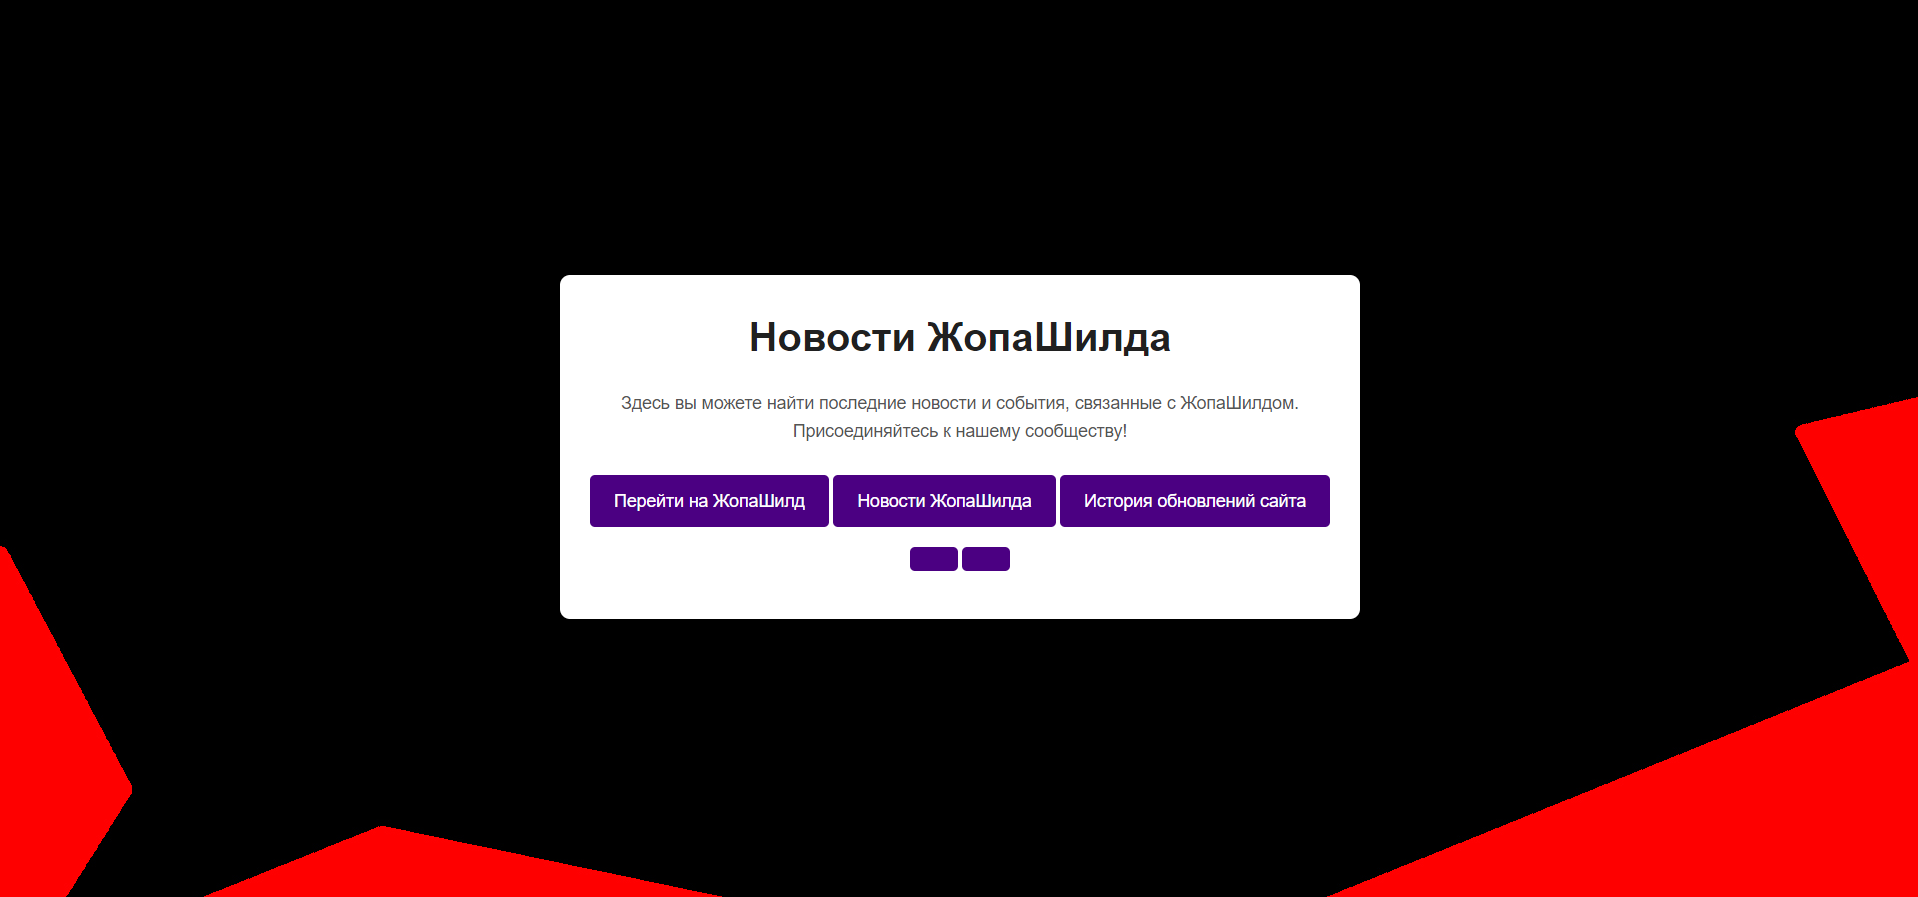 Новости ЖопаШилда
Здесь вы можете найти последние новости и события, связанные с ЖопаШилдом.
Присоединяйтесь к нашему сообществу!
Перейти на ЖопаШилд
Новости ЖопаШилда
История обновлений сайта